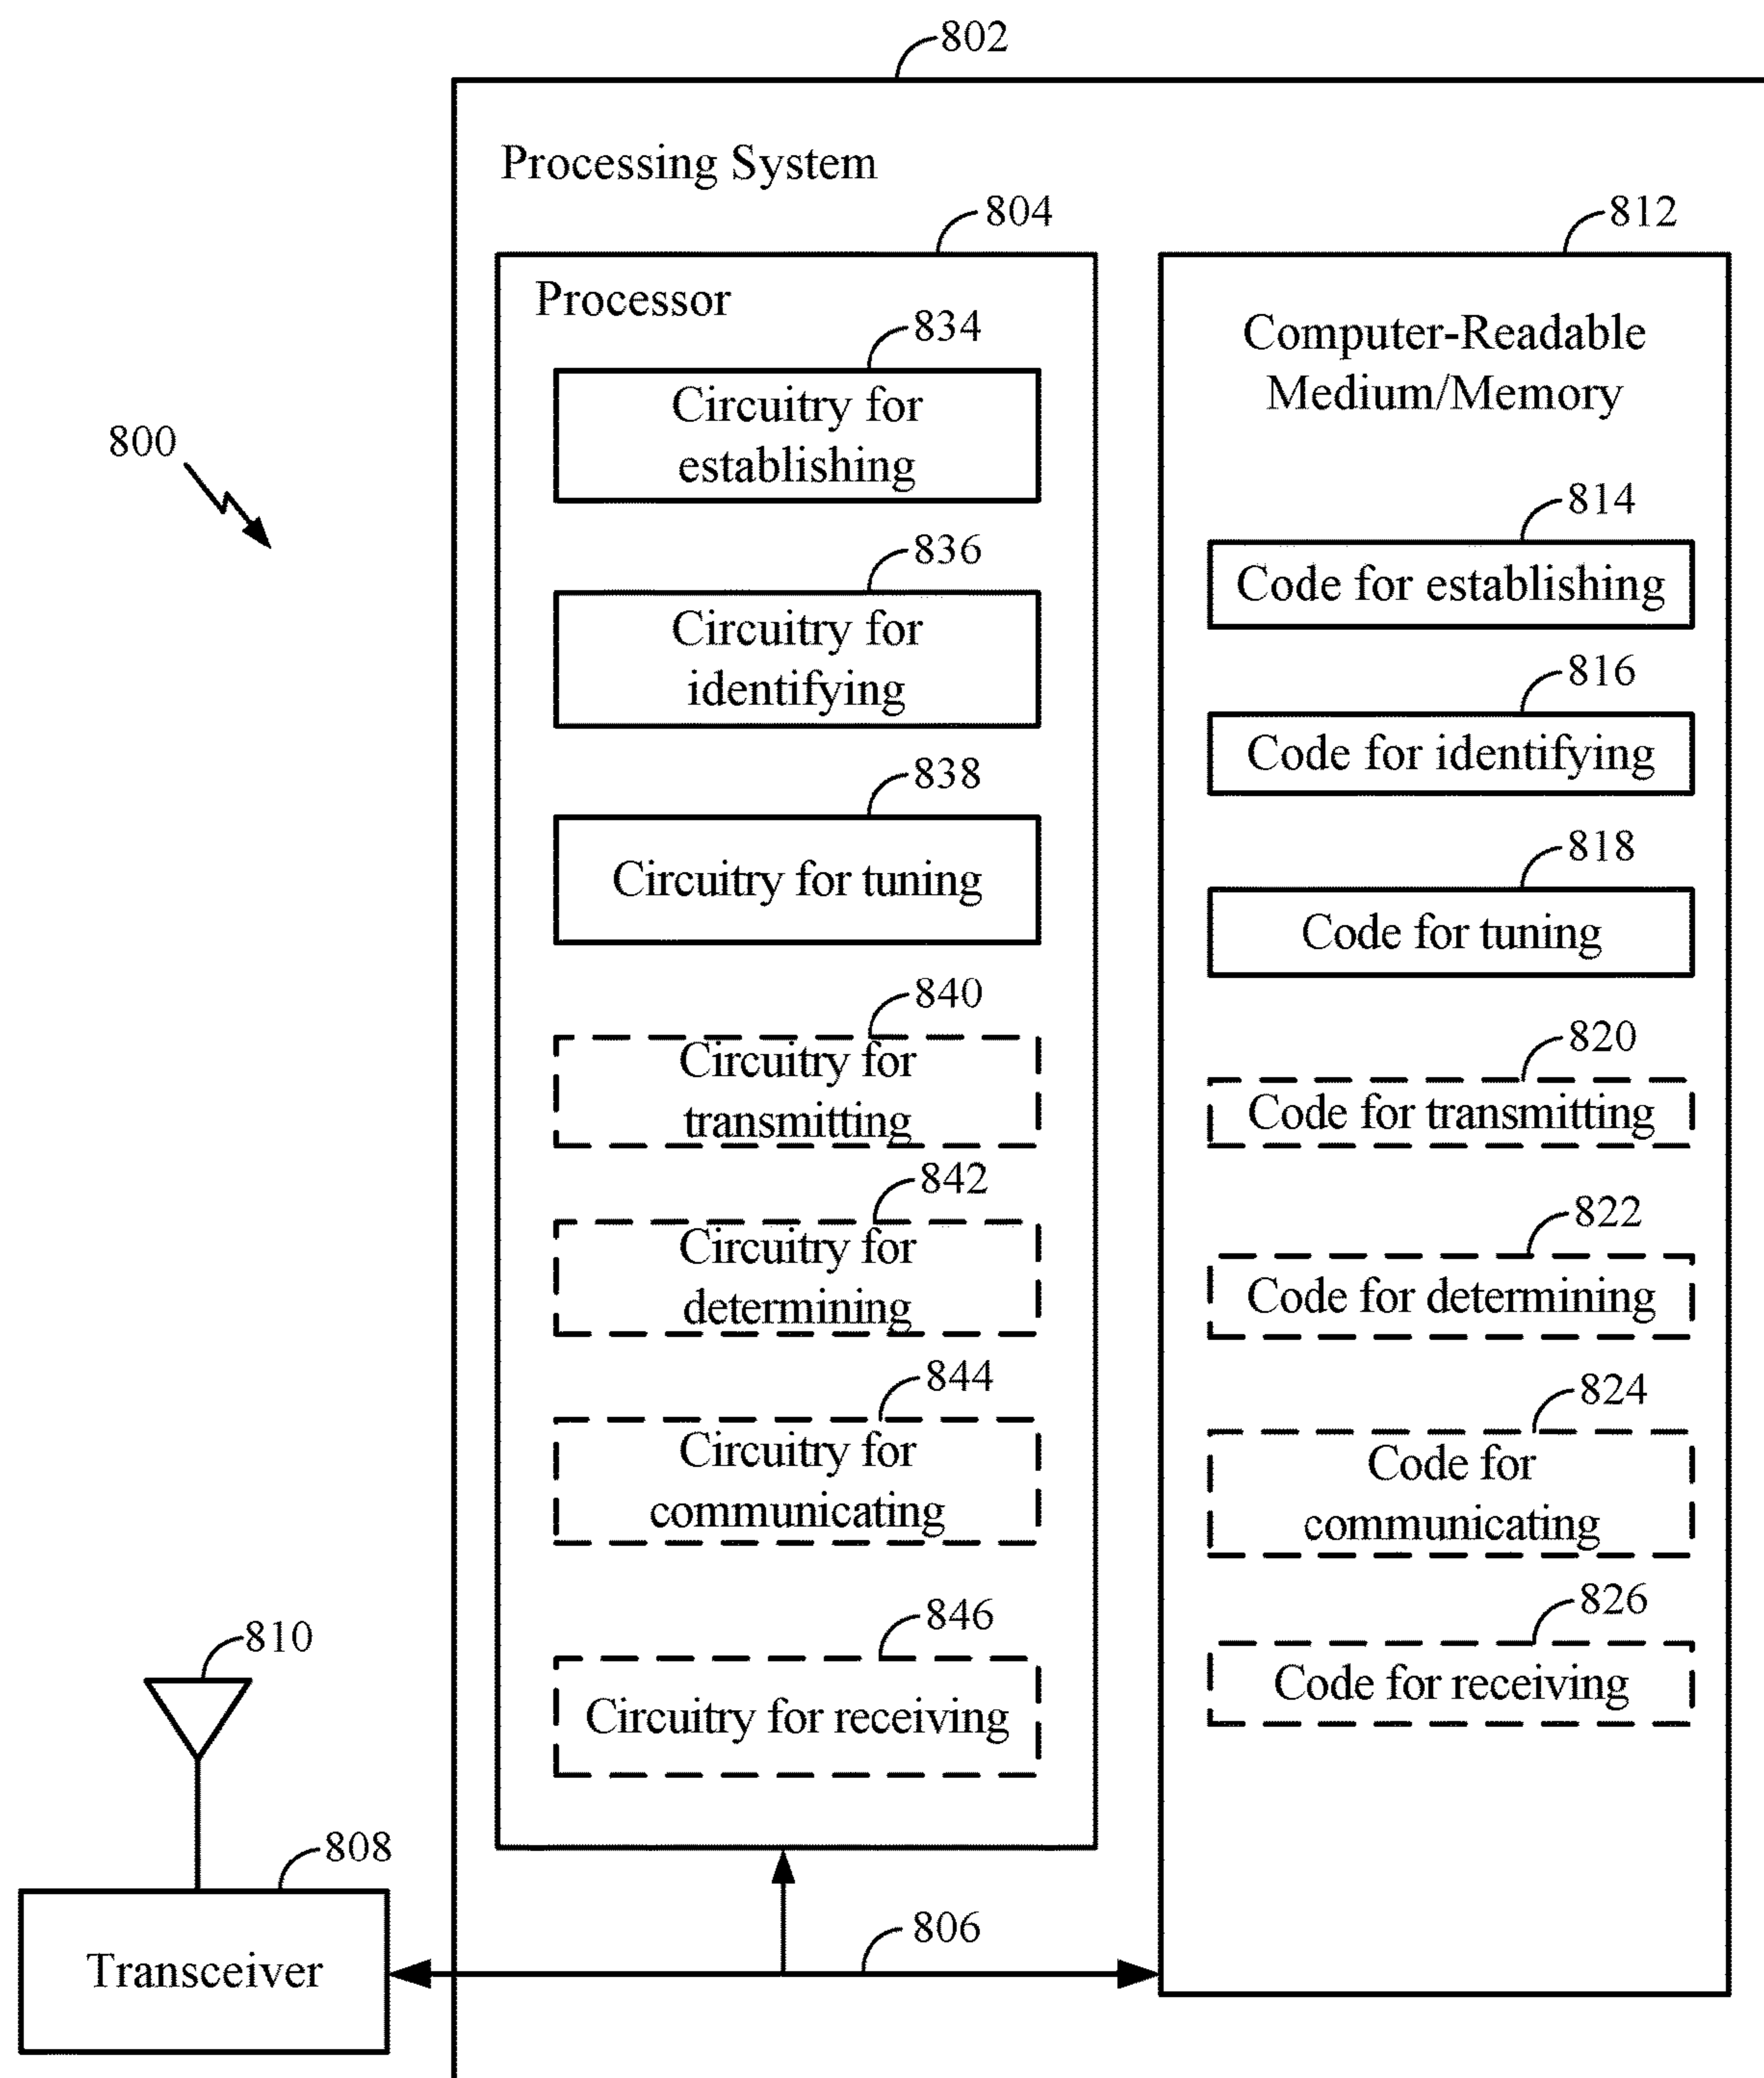 802
Processing System
804
Processor
834
Circuitry for
establishing
836
Circuitry for
identifying
838
Circuitry for tuning
840
Circuitry for
transmitting
842
Circuitry for
determining
844
Circuitry for
communicating
846
Circuitry for receiving
812
Computer-Readable
Medium/Memory
814
Code for establishing
816
Code for identifying
818
Code for tuning
820
Code for transmitting
822
Code for determining
824
Code for
communicating
826
Code for receiving
800
810
808
Transceiver
806